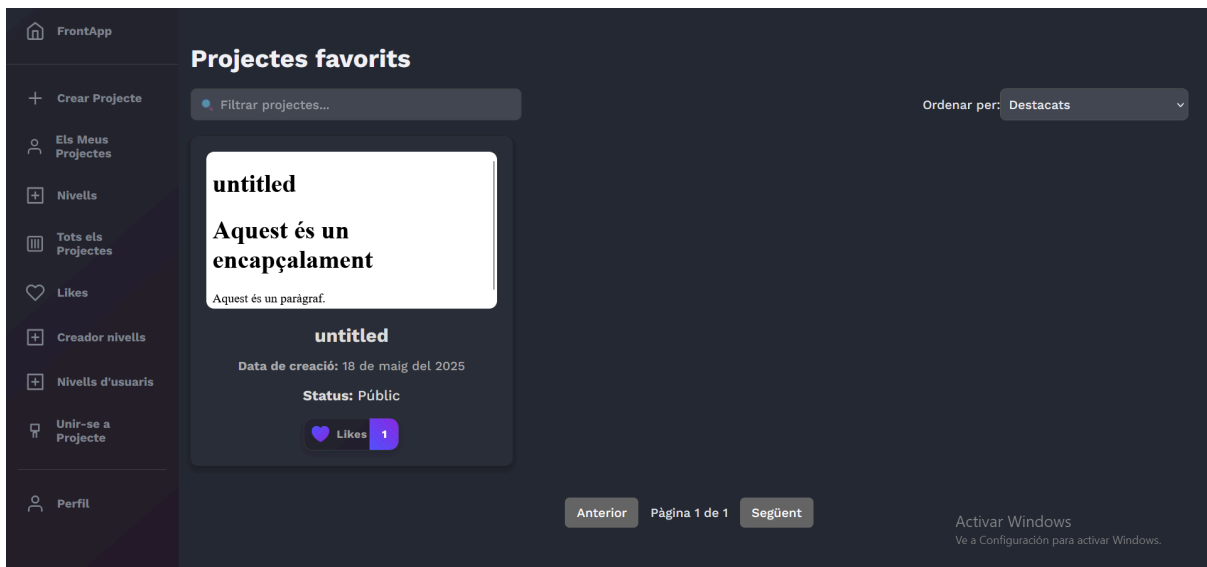 FrontApp
Crear Projecte
Els Meus
Projectes
Nivells
Tots els
Projectes
Likes
Creador nivells
Nivells d'usuaris
Unir-se a
Projecte
Perfil
Projectes favorits
Filtrar projectes...
Ordenar per: Destacats
untitled
Aquest és un
encapçalament
Aquest és un paràgraf.
untitled
Data de creació: 18 de maig del 2025
Status: Públic
Likes 1
Anterior Pàgina 1 de 1 Següent
Activar Windows
Ve a Configuración para activar Windows.